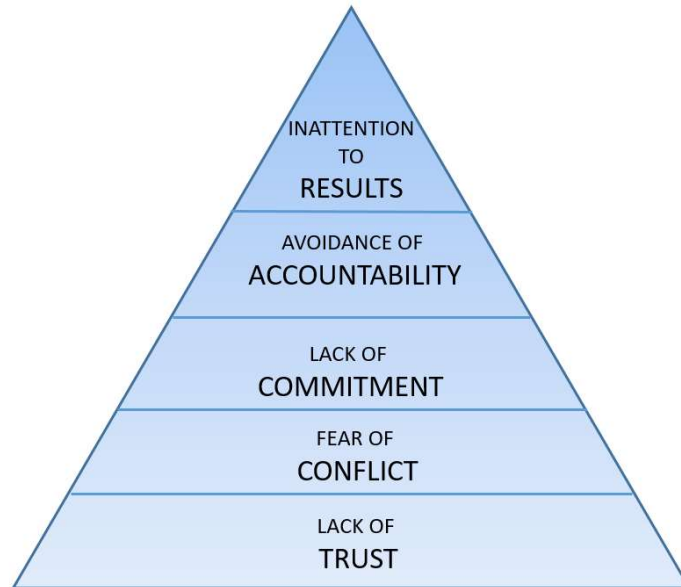 INATTENTION
TO
RESULTS
AVOIDANCE OF
ACCOUNTABILITY
LACK OF
COMMITMENT
FEAR OF
CONFLICT
LACK OF
TRUST